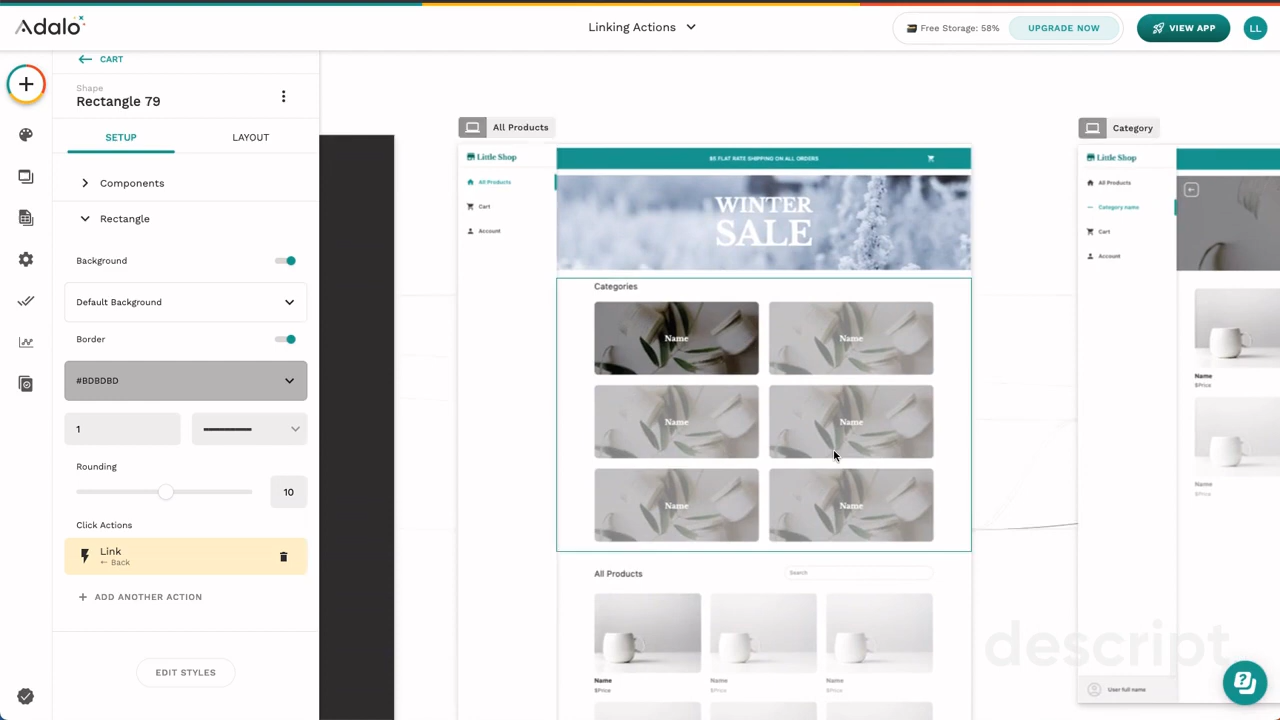 Adalo
Linking Actions
Free Storage: 58%
UPGRADE NOW
VIEW APP
LL
CART
Shape
Rectangle 79
SETUP
LAYOUT
Components
Rectangle
Background
Default Background
Border
#BDBDBD
1
Rounding
10
Click Actions
Link
← Back
+ ADD ANOTHER ACTION
EDIT STYLES
All Products
Little Shop
All Products
Cart
Account
$5 FLAT RATE SHIPPING ON ALL ORDERS
WINTER
SALE
Categories
Name
Name
Name
Name
Name
Name
All Products
Search
Name
$Price
Name
$Price
Name
$Price
Category
Little Shop
All Products
Category name
Cart
Account
Name
$Price
Name
$Price
User full name
descript